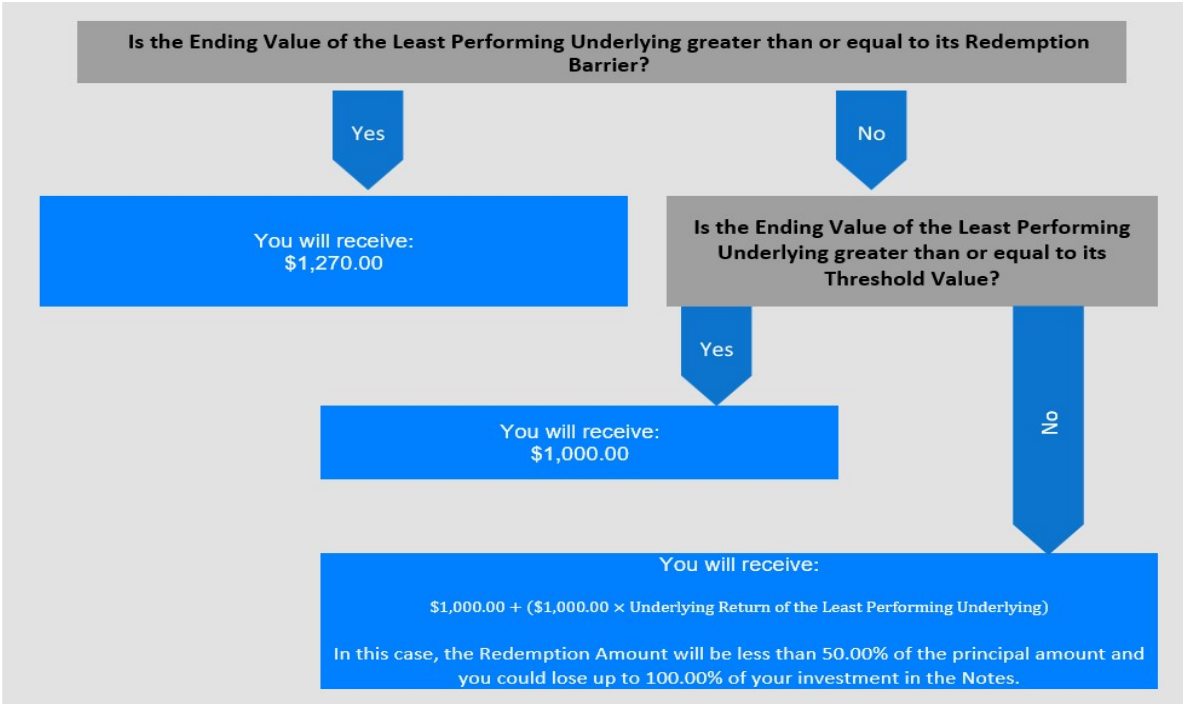 Is the Ending Value of the Least Performing Underlying greater than or equal to its Redemption
Barrier?
Yes
No
You will receive:
$1,270.00
Is the Ending Value of the Least Performing
Underlying greater than or equal to its
Threshold Value?
Yes
No
You will receive:
$1,000.00
You will receive:
$1,000.00 + ($1,000.00 × Underlying Return of the Least Performing Underlying)
In this case, the Redemption Amount will be less than 50.00% of the principal amount and
you could lose up to 100.00% of your investment in the Notes.